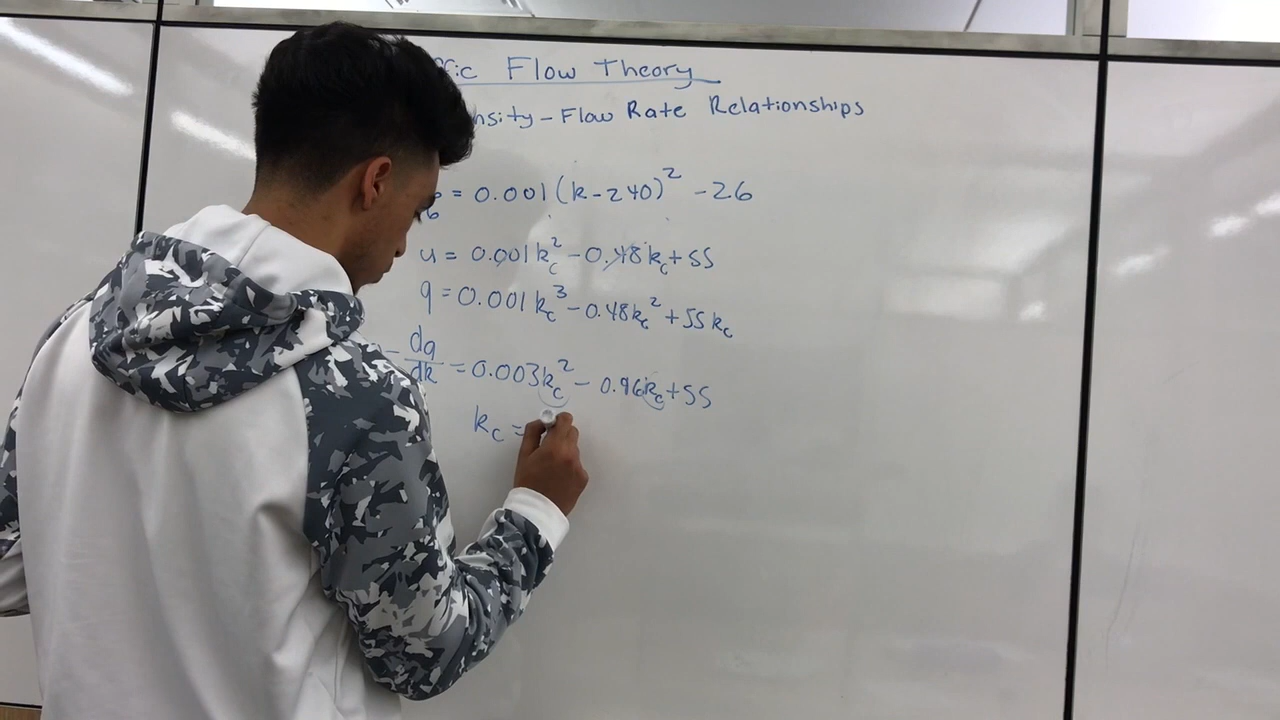 Flow Theory
Flow Rate Relationships
= 0.001(k-240)² -26
u = 0.001k_c² -0.48k_c+55
q = 0.001k_c³ -0.48k_c² +55k_c
dq/dk = 0.003k_c² - 0.96k_c+55
k_c =